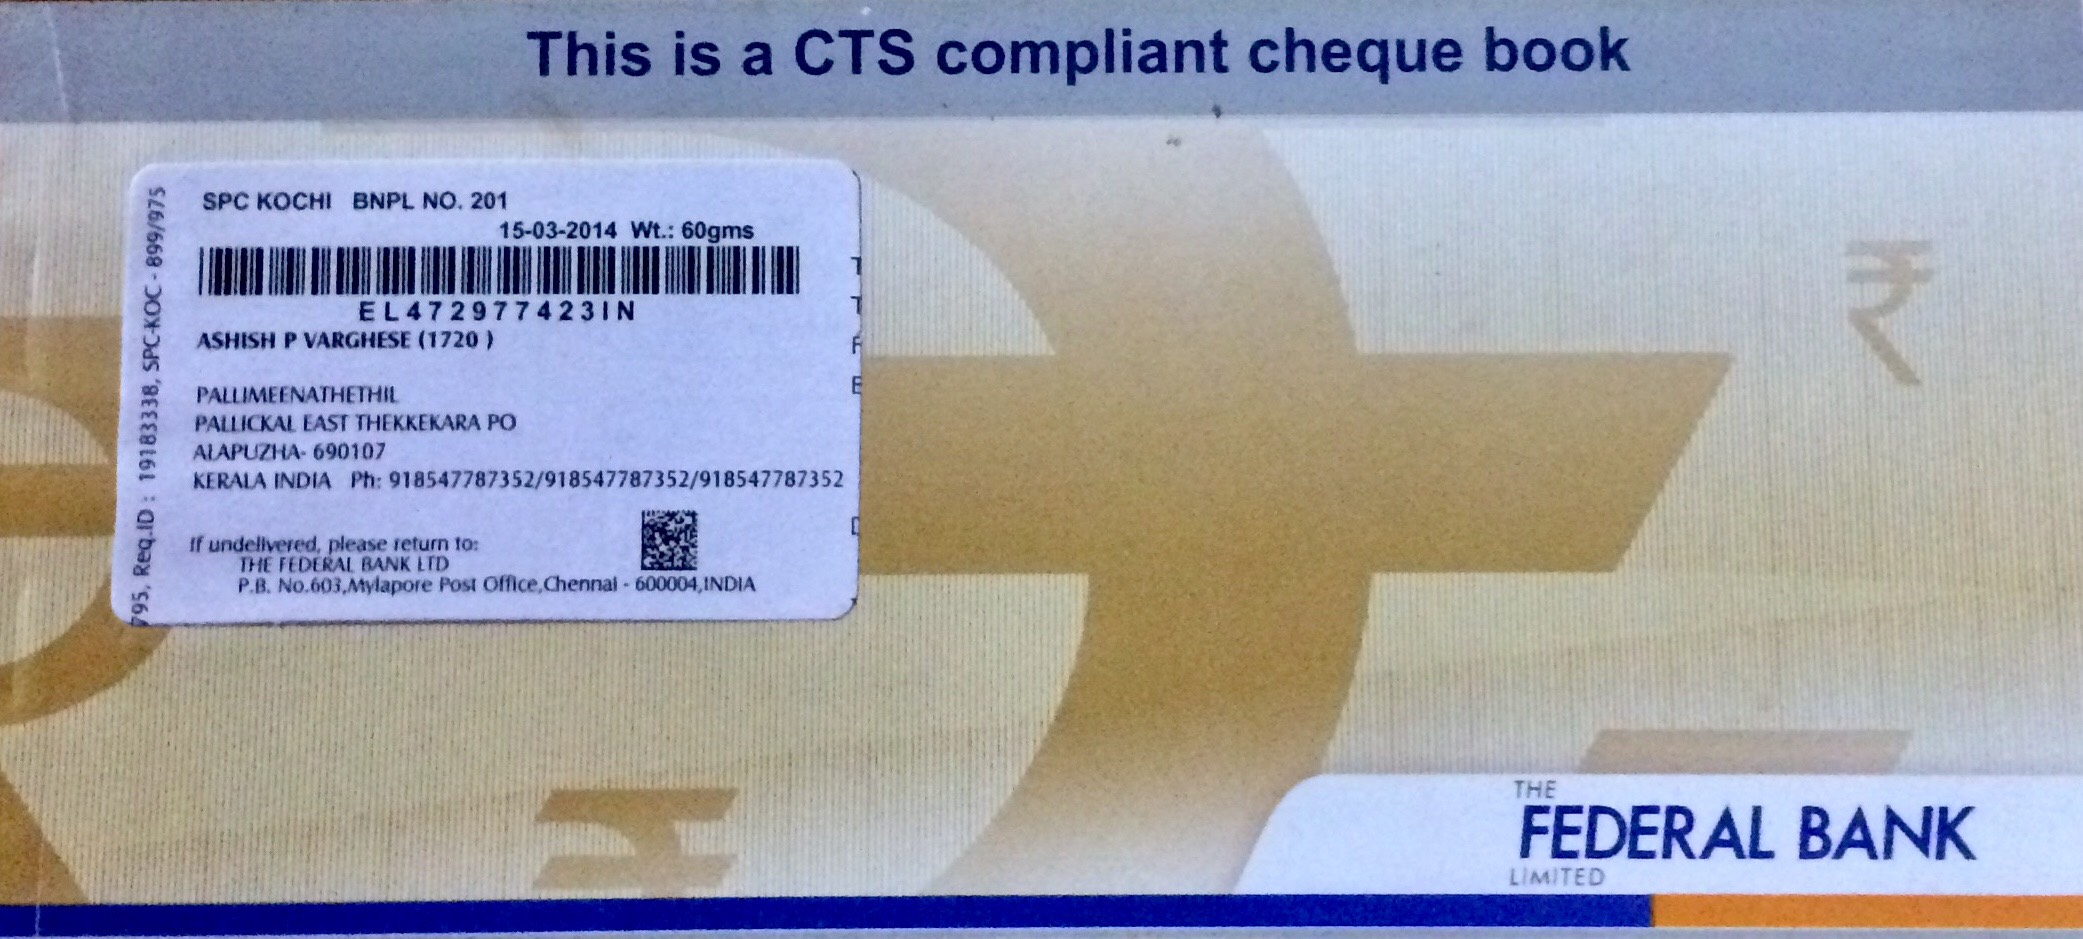 This is a CTS compliant cheque book
SPC KOCHI BNPL NO. 201
15-03-2014 Wt.: 60gms
EL472977423IN
ASHISH P VARGHESE (1720 )
PALLIMEENATHETHIL
PALLICKAL EAST THEKKEKARA PO
ALAPUZHA- 690107
KERALA INDIA Ph: 918547787352/918547787352/918547787352
If undelivered, please return to:
THE FEDERAL BANK LTD
P.B. No.603,Mylapore Post Office,Chennai - 600004,INDIA
795, Req.ID : 19183338, SPC-KOC - 899/975
₹
THE
FEDERAL BANK
LIMITED